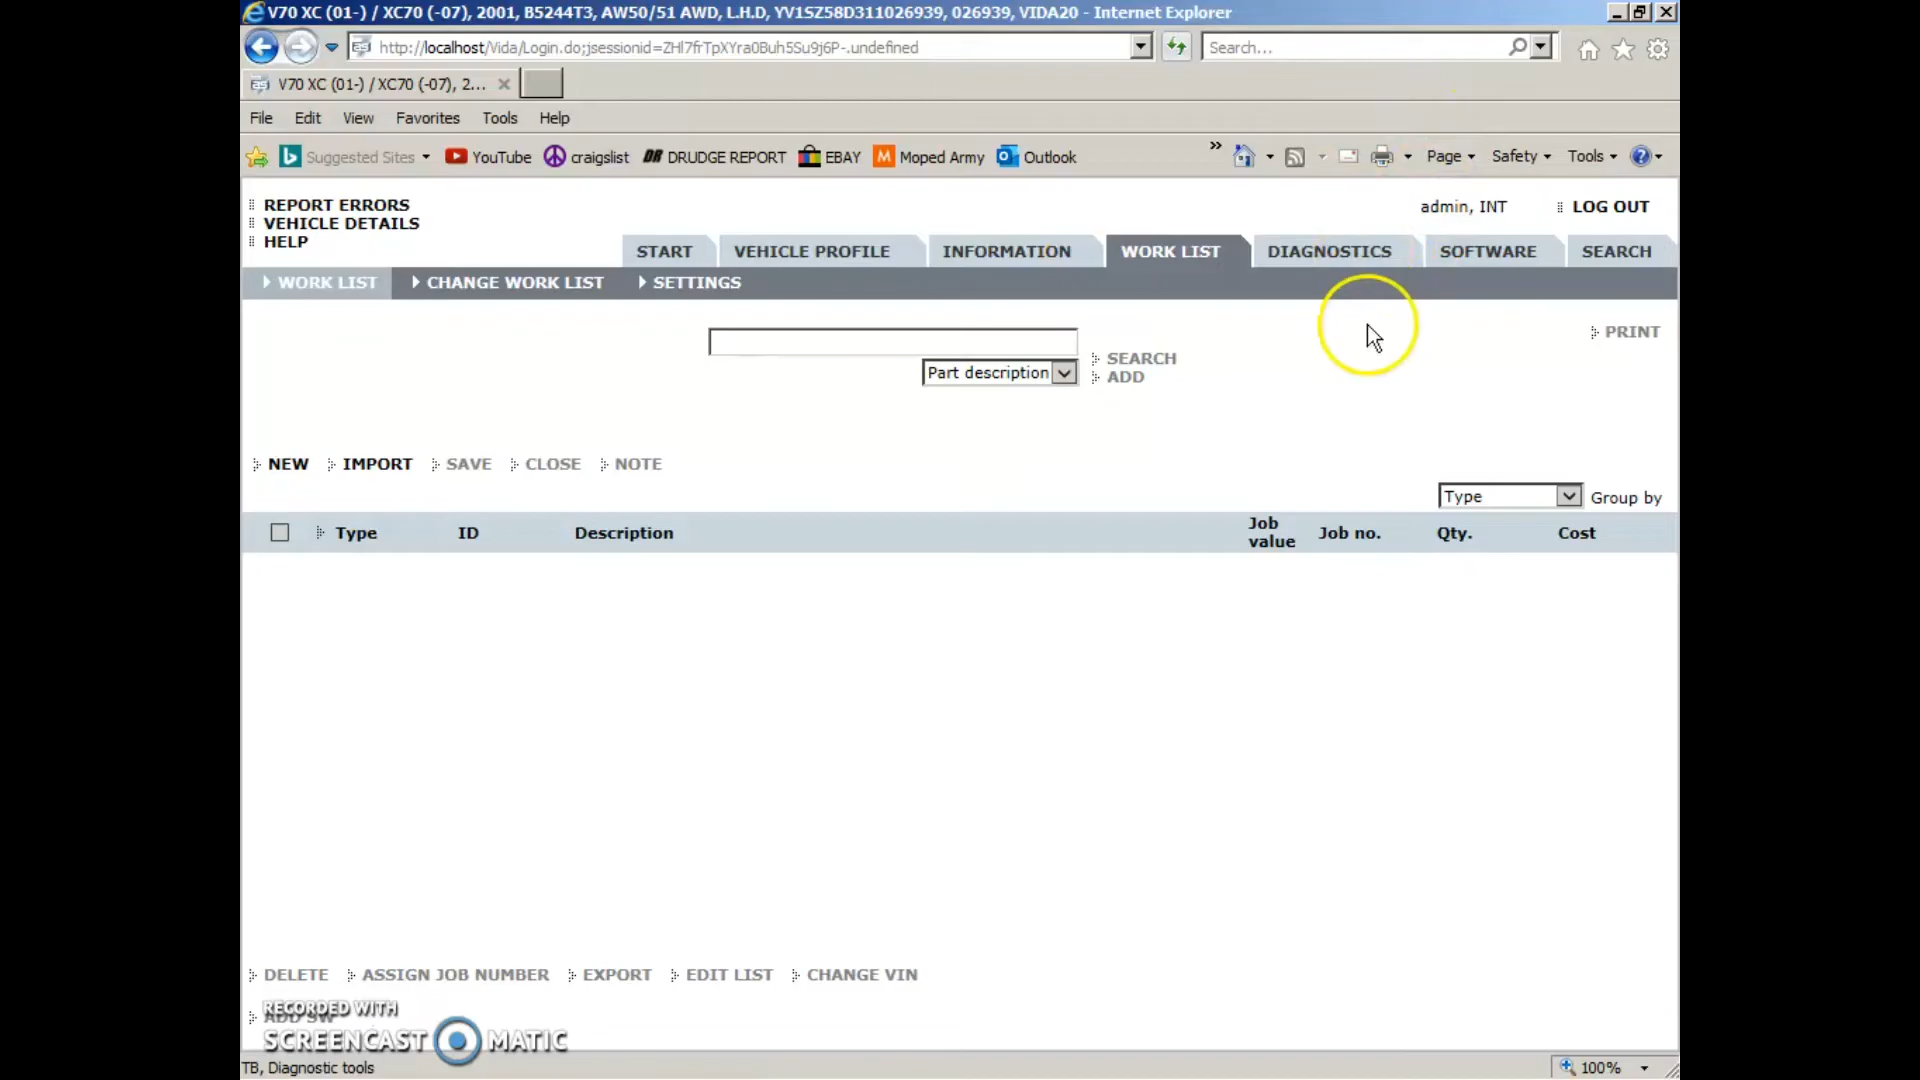 V70 XC (01-) / XC70 (-07), 2001, B5244T3, AW50/51 AWD, L.H.D, YV1SZ58D311026939, 026939, VIDA20 - Internet Explorer
http://localhost/Vida/Login.do;jsessionid=ZHl7frTpXYra0Buh5Su9j6P-.undefined
Search...
V70 XC (01-) / XC70 (-07), 2...
File Edit View Favorites Tools Help
Suggested Sites YouTube craigslist DR DRUDGE REPORT EBAY M Moped Army Outlook » Page Safety Tools
REPORT ERRORS
VEHICLE DETAILS
HELP
admin, INT LOG OUT
START VEHICLE PROFILE INFORMATION WORK LIST DIAGNOSTICS SOFTWARE SEARCH
WORK LIST CHANGE WORK LIST SETTINGS
PRINT
Part description
SEARCH
ADD
NEW IMPORT SAVE CLOSE NOTE
Type Group by
Type ID Description Job value Job no. Qty. Cost
DELETE ASSIGN JOB NUMBER EXPORT EDIT LIST CHANGE VIN
ADD SW
RECORDED WITH
SCREENCAST MATIC
TB, Diagnostic tools
100%